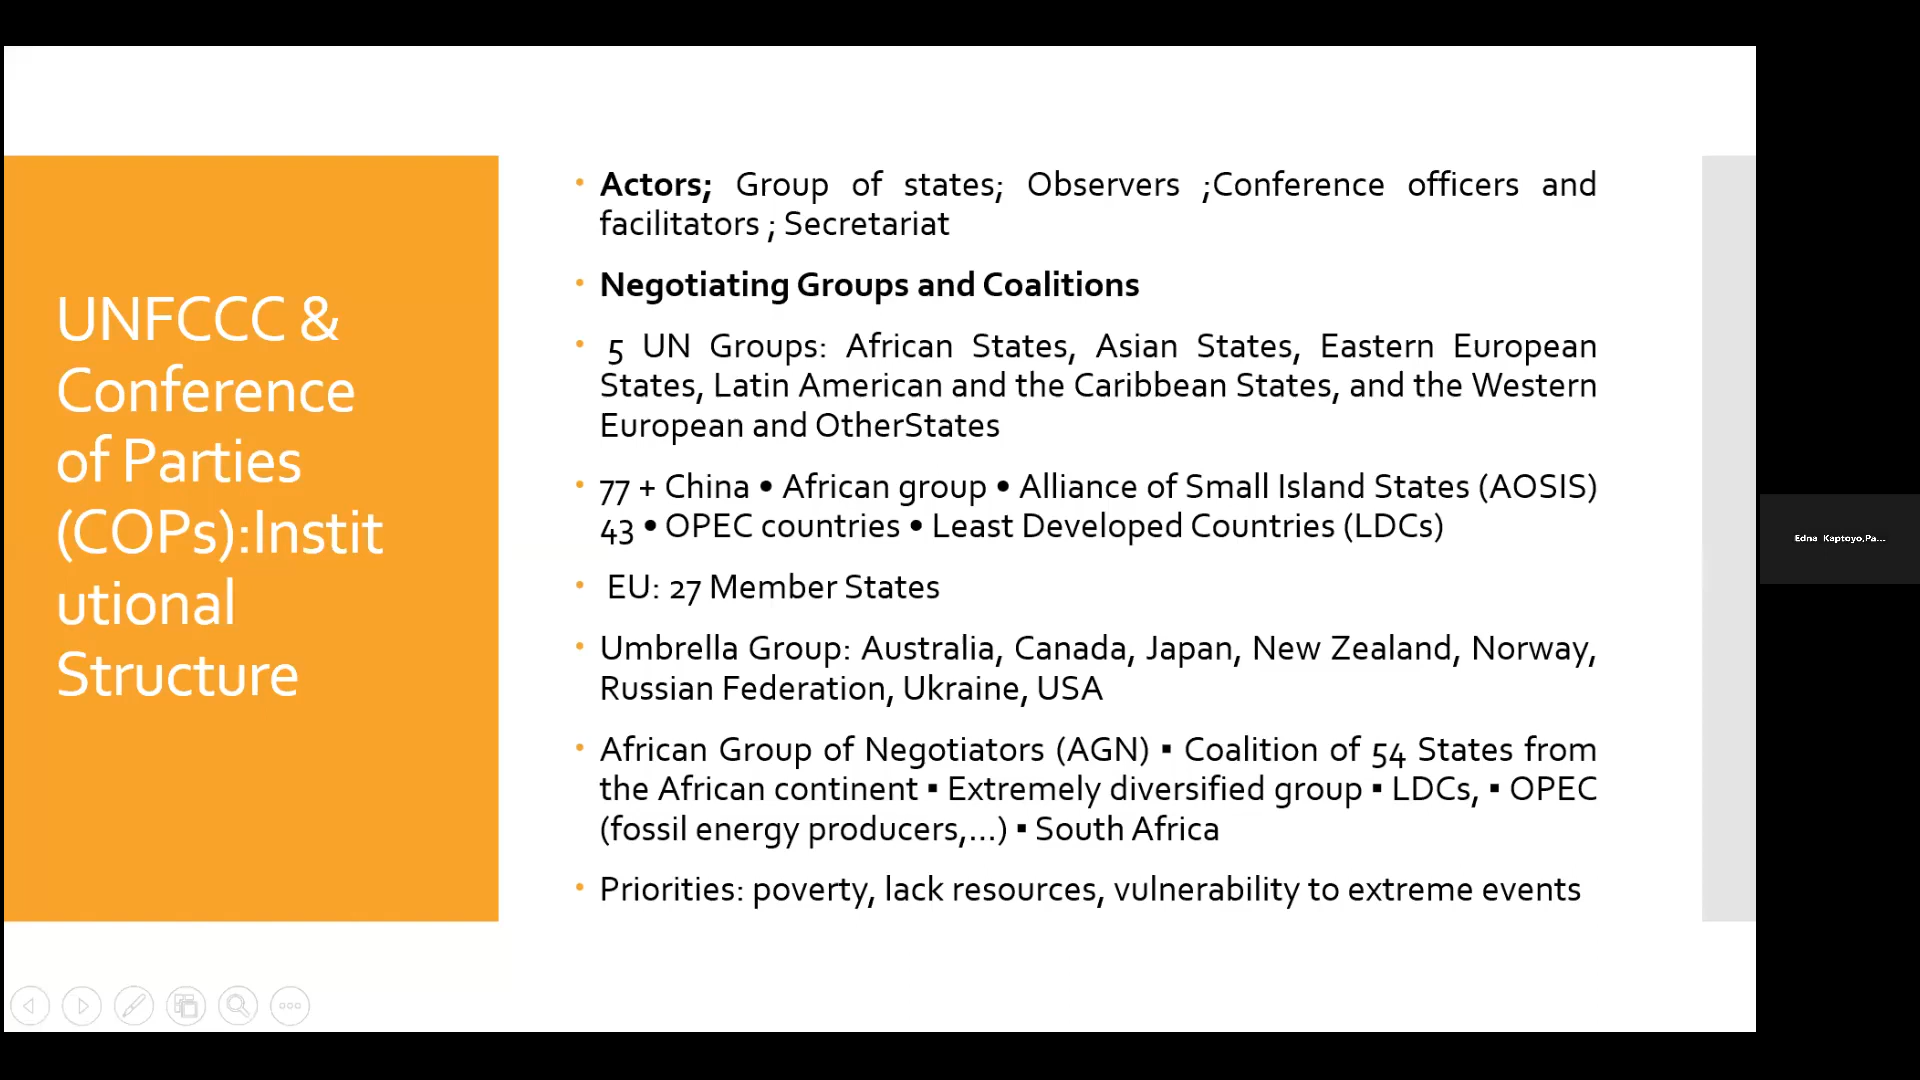 UNFCCC &
Conference
of Parties
(COPs):Instit
utional
Structure
• Actors; Group of states; Observers ;Conference officers and
facilitators ; Secretariat
• Negotiating Groups and Coalitions
• 5 UN Groups: African States, Asian States, Eastern European
States, Latin American and the Caribbean States, and the Western
European and OtherStates
• 77 + China • African group • Alliance of Small Island States (AOSIS)
43 • OPEC countries • Least Developed Countries (LDCs)
• EU: 27 Member States
• Umbrella Group: Australia, Canada, Japan, New Zealand, Norway,
Russian Federation, Ukraine, USA
• African Group of Negotiators (AGN) ▪ Coalition of 54 States from
the African continent ▪ Extremely diversified group ▪ LDCs, ▪ OPEC
(fossil energy producers,...) ▪ South Africa
• Priorities: poverty, lack resources, vulnerability to extreme events
Edna Kaptoyo,Pa...